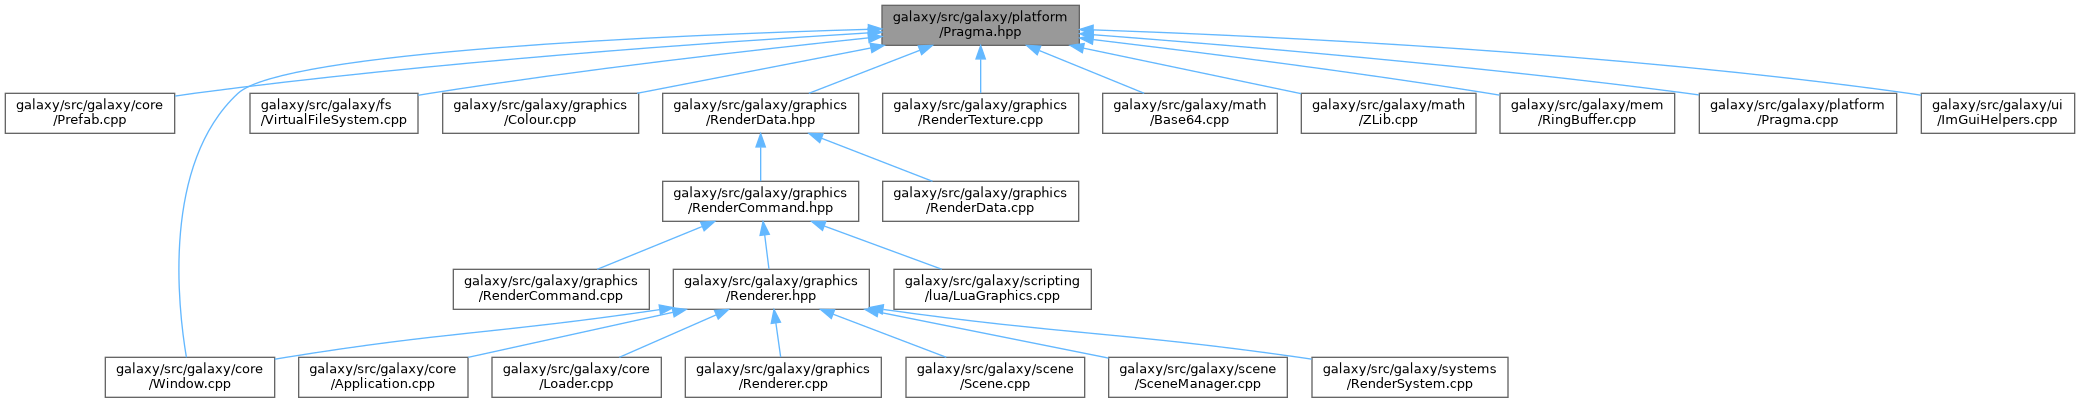 galaxy/src/galaxy/platform
/Pragma.hpp
galaxy/src/galaxy/core
/Prefab.cpp
galaxy/src/galaxy/fs
/VirtualFileSystem.cpp
galaxy/src/galaxy/graphics
/Colour.cpp
galaxy/src/galaxy/graphics
/RenderData.hpp
galaxy/src/galaxy/graphics
/RenderTexture.cpp
galaxy/src/galaxy/math
/Base64.cpp
galaxy/src/galaxy/math
/ZLib.cpp
galaxy/src/galaxy/mem
/RingBuffer.cpp
galaxy/src/galaxy/platform
/Pragma.cpp
galaxy/src/galaxy/ui
/ImGuiHelpers.cpp
galaxy/src/galaxy/graphics
/RenderCommand.hpp
galaxy/src/galaxy/graphics
/RenderData.cpp
galaxy/src/galaxy/graphics
/RenderCommand.cpp
galaxy/src/galaxy/graphics
/Renderer.hpp
galaxy/src/galaxy/scripting
/lua/LuaGraphics.cpp
galaxy/src/galaxy/core
/Window.cpp
galaxy/src/galaxy/core
/Application.cpp
galaxy/src/galaxy/core
/Loader.cpp
galaxy/src/galaxy/graphics
/Renderer.cpp
galaxy/src/galaxy/scene
/Scene.cpp
galaxy/src/galaxy/scene
/SceneManager.cpp
galaxy/src/galaxy/systems
/RenderSystem.cpp